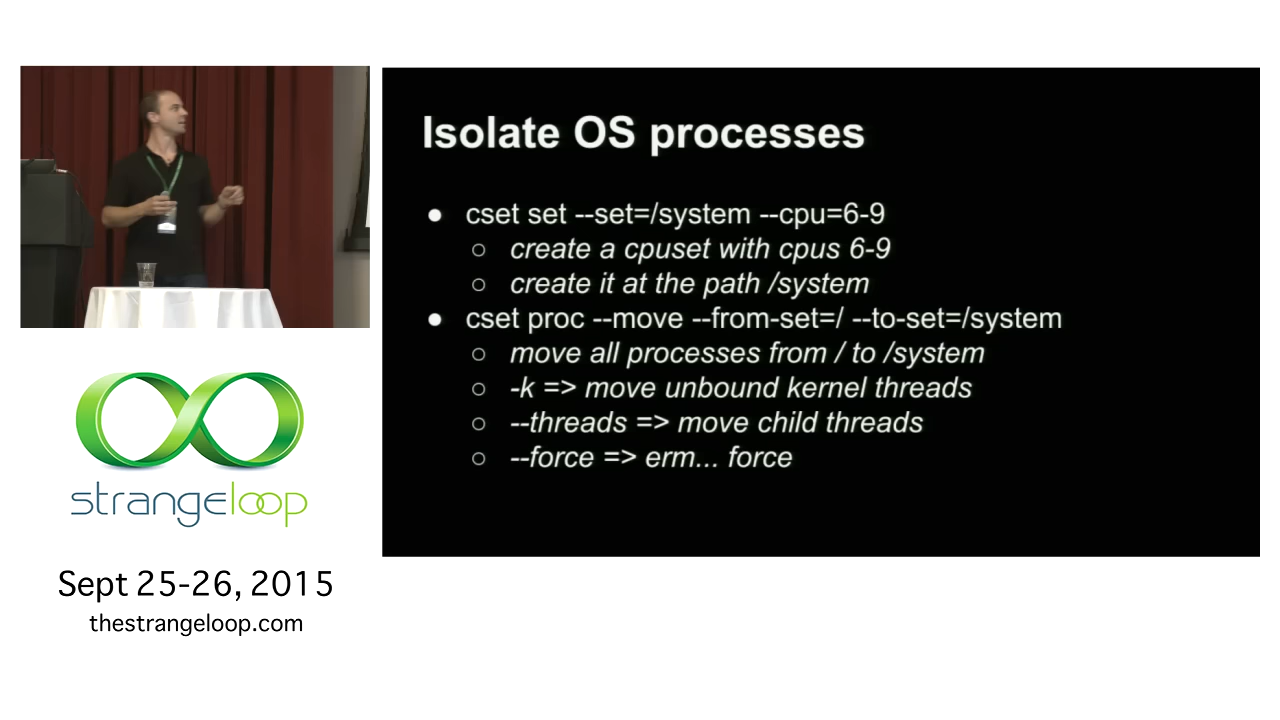 Isolate OS processes
● cset set --set=/system --cpu=6-9
○ create a cpuset with cpus 6-9
○ create it at the path /system
● cset proc --move --from-set=/ --to-set=/system
○ move all processes from / to /system
○ -k => move unbound kernel threads
○ --threads => move child threads
○ --force => erm... force
strangeloop
Sept 25-26, 2015
thestrangeloop.com